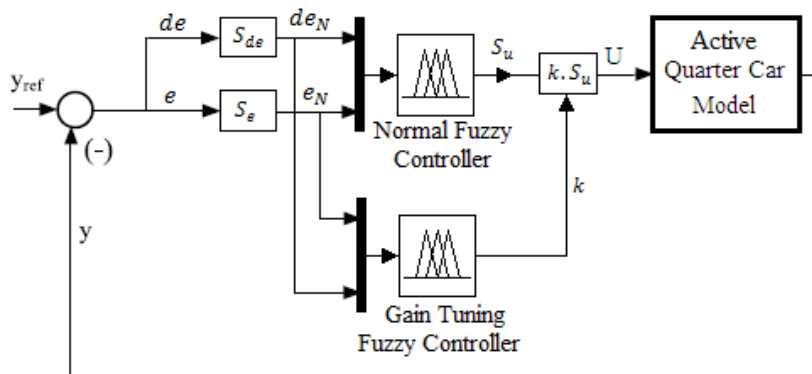 de
S_de
de_N
y_ref
e
S_e
e_N
(-)
y
Normal Fuzzy
Controller
S_u
k.S_u
U
Active
Quarter Car
Model
k
Gain Tuning
Fuzzy Controller